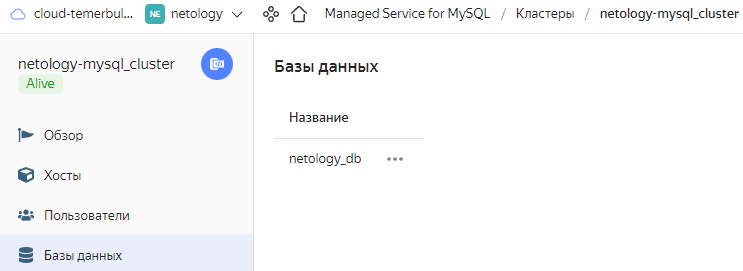 cloud-temerbul... NE netology Managed Service for MySQL / Кластеры / netology-mysql_cluster
netology-mysql_cluster
Alive
Обзор
Хосты
Пользователи
Базы данных
Базы данных
Название
netology_db